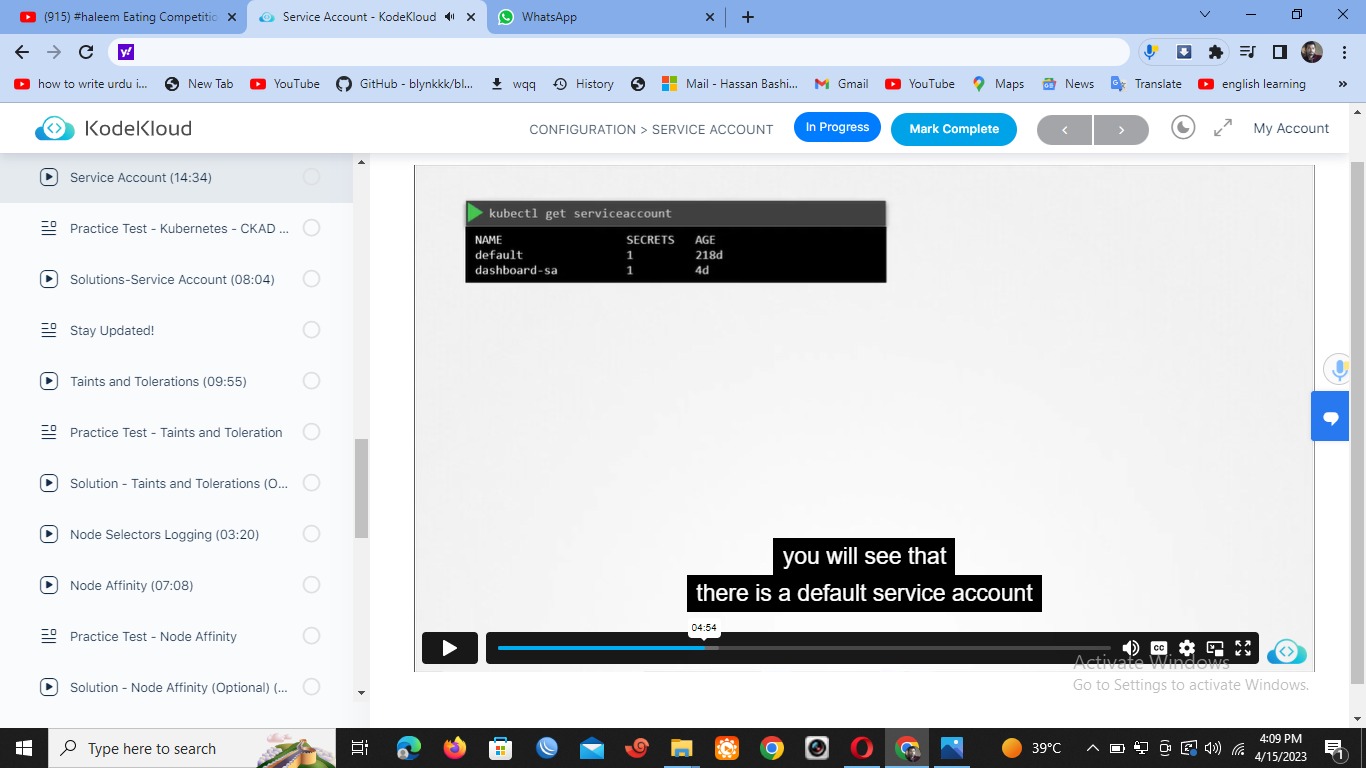 (915) #haleem Eating Competitio
Service Account - KodeKloud
WhatsApp
how to write urdu i...
New Tab
YouTube
GitHub - blynkkk/bl...
wqq
History
Mail - Hassan Bashi...
Gmail
YouTube
Maps
News
Translate
english learning
»
KodeKloud
CONFIGURATION > SERVICE ACCOUNT
In Progress
Mark Complete
My Account
Service Account (14:34)
Practice Test - Kubernetes - CKAD ...
Solutions-Service Account (08:04)
Stay Updated!
Taints and Tolerations (09:55)
Practice Test - Taints and Toleration
Solution - Taints and Tolerations (O...
Node Selectors Logging (03:20)
Node Affinity (07:08)
Practice Test - Node Affinity
Solution - Node Affinity (Optional) (...
kubectl get serviceaccount
NAME SECRETS AGE
default 1 218d
dashboard-sa 1 4d
you will see that
there is a default service account
04:54
CC
Activate Windows
Go to Settings to activate Windows.
Type here to search
39°C
4:09 PM
4/15/2023
1